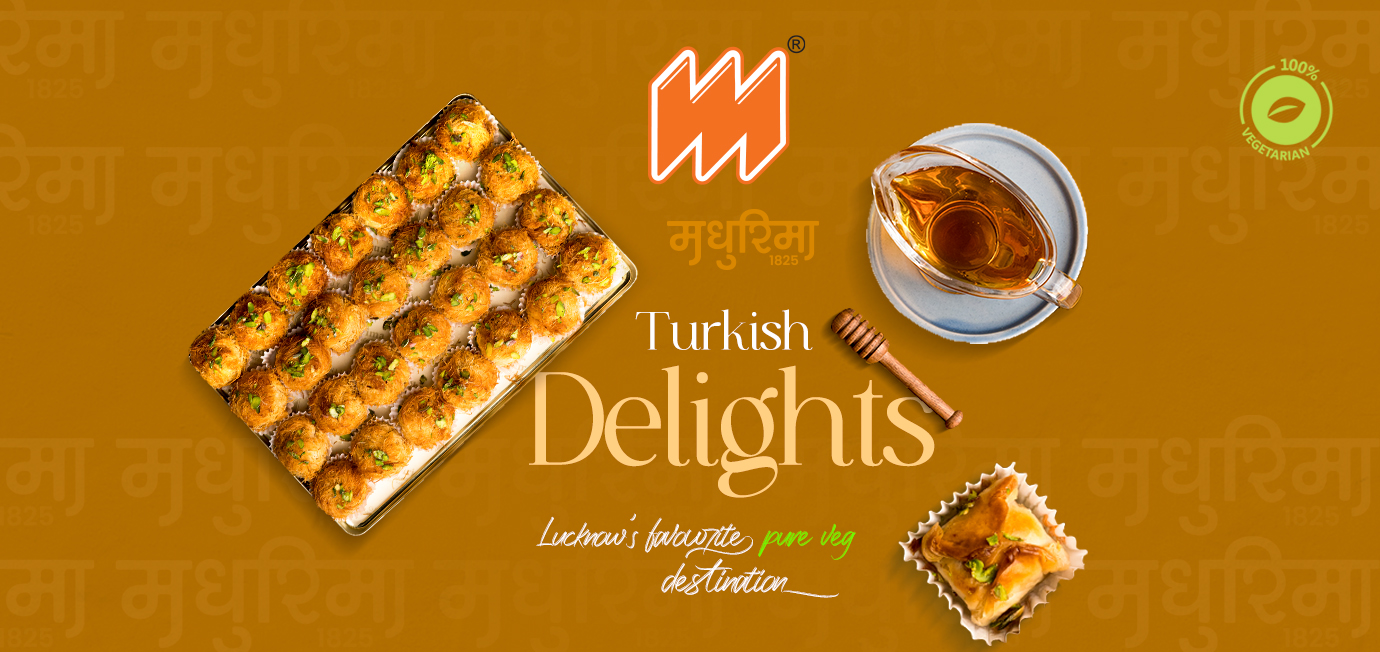 ®
मधुरिमा
1825
100%
VEGETARIAN
Turkish
Delights
Lucknow's favourite pure veg
destination